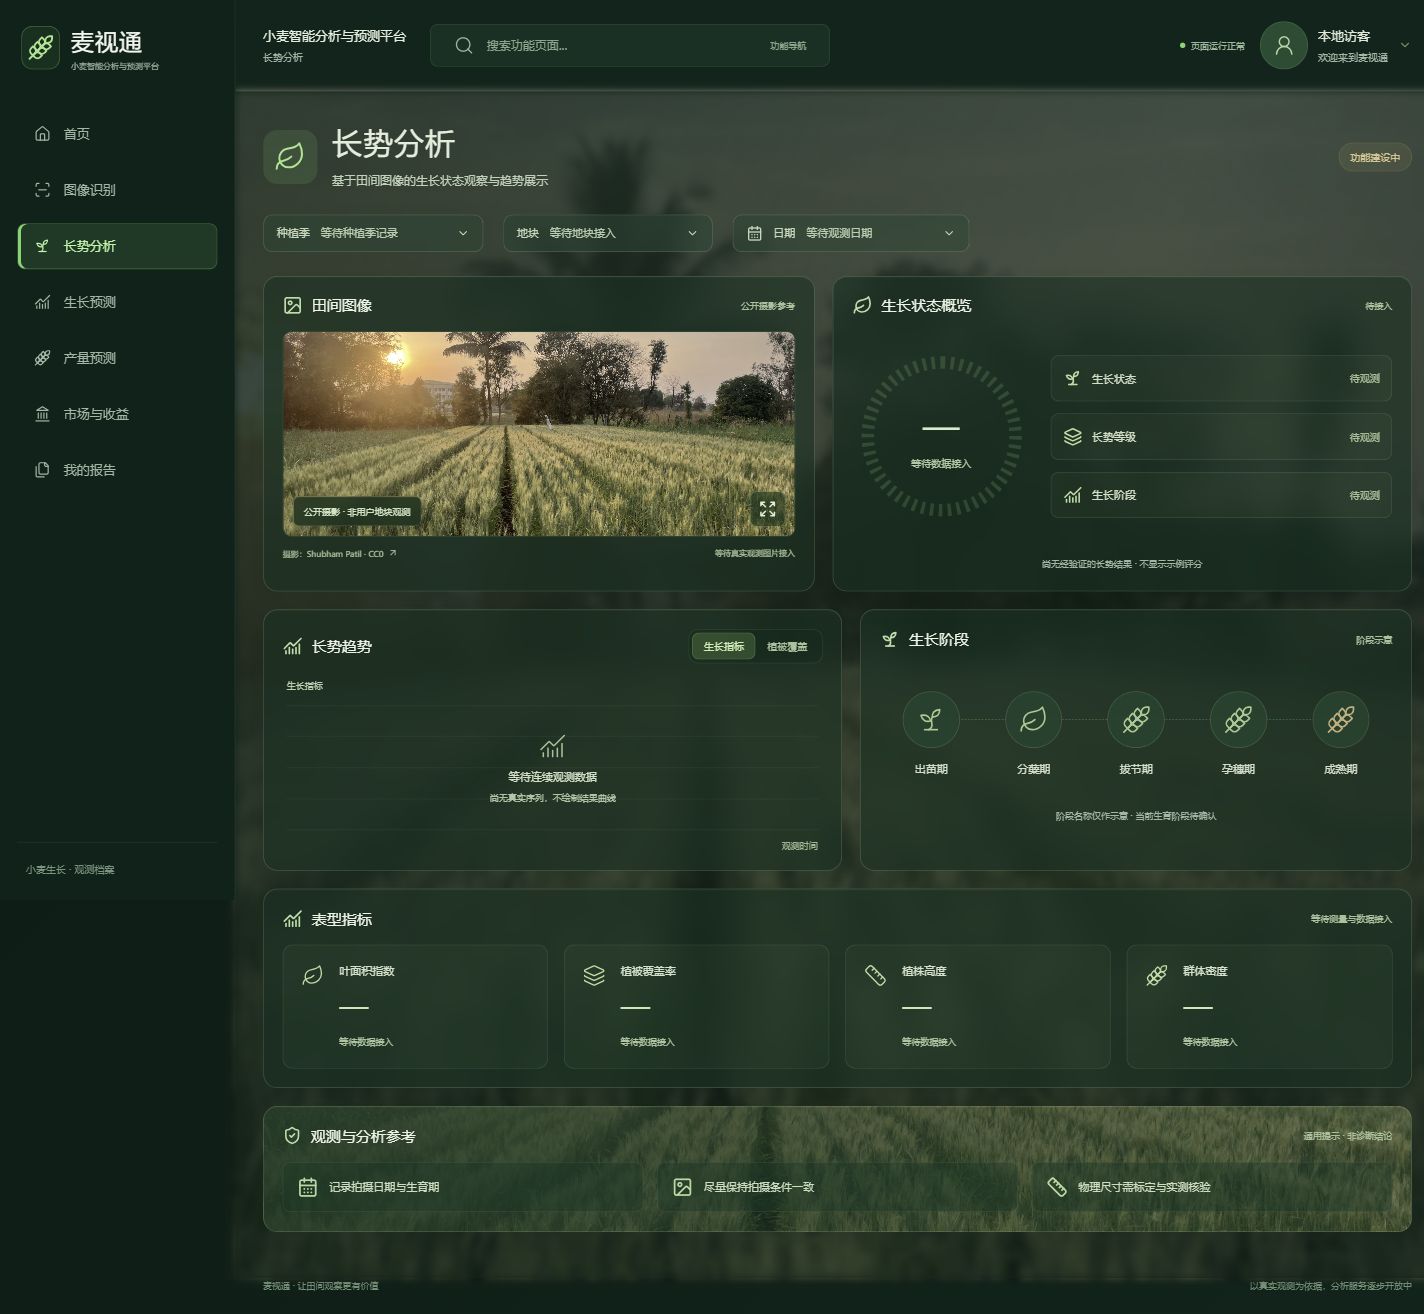 麦视通
小麦智能分析与预测平台
首页
图像识别
长势分析
生长预测
产量预测
市场与收益
我的报告
小麦生长 · 观测档案
小麦智能分析与预测平台
长势分析
搜索功能页面...
功能导航
页面运行正常
本地访客
欢迎来到麦视通
长势分析
基于田间图像的生长状态观察与趋势展示
功能建设中
种植季 等待种植季记录
地块 等待地块接入
日期 等待观测日期
田间图像
公开摄影参考
公开摄影 · 非用户地块观测
摄影：Shubham Patil · CC0
等待真实观测图片接入
生长状态概览
待接入
等待数据接入
生长状态
待观测
长势等级
待观测
生长阶段
待观测
尚无经验证的长势结果 · 不显示示例评分
长势趋势
生长指标
植被覆盖
生长指标
等待连续观测数据
尚无真实序列，不绘制结果曲线
观测时间
生长阶段
阶段示意
出苗期
分蘖期
拔节期
孕穗期
成熟期
阶段名称仅作示意 · 当前生育阶段待确认
表型指标
等待测量与数据接入
叶面积指数
等待数据接入
植被覆盖率
等待数据接入
植株高度
等待数据接入
群体密度
等待数据接入
观测与分析参考
通用提示 · 非诊断结论
记录拍摄日期与生育期
尽量保持拍摄条件一致
物理尺寸需标定与实测核验
麦视通 · 让田间观察更有价值
以真实观测为依据，分析服务逐步开放中